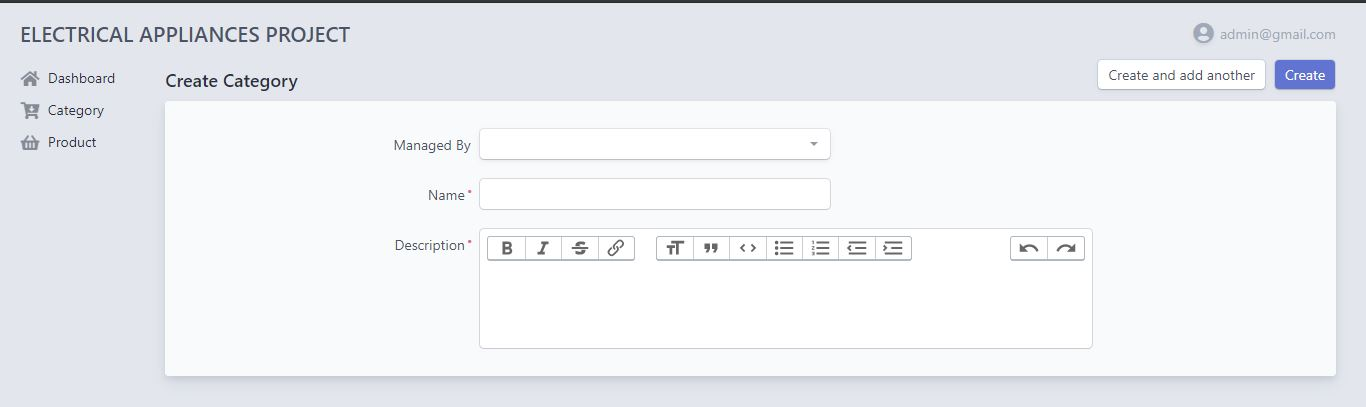 ELECTRICAL APPLIANCES PROJECT
admin@gmail.com
Dashboard
Category
Product
Create Category
Create and add another
Create
Managed By
Name *
Description *